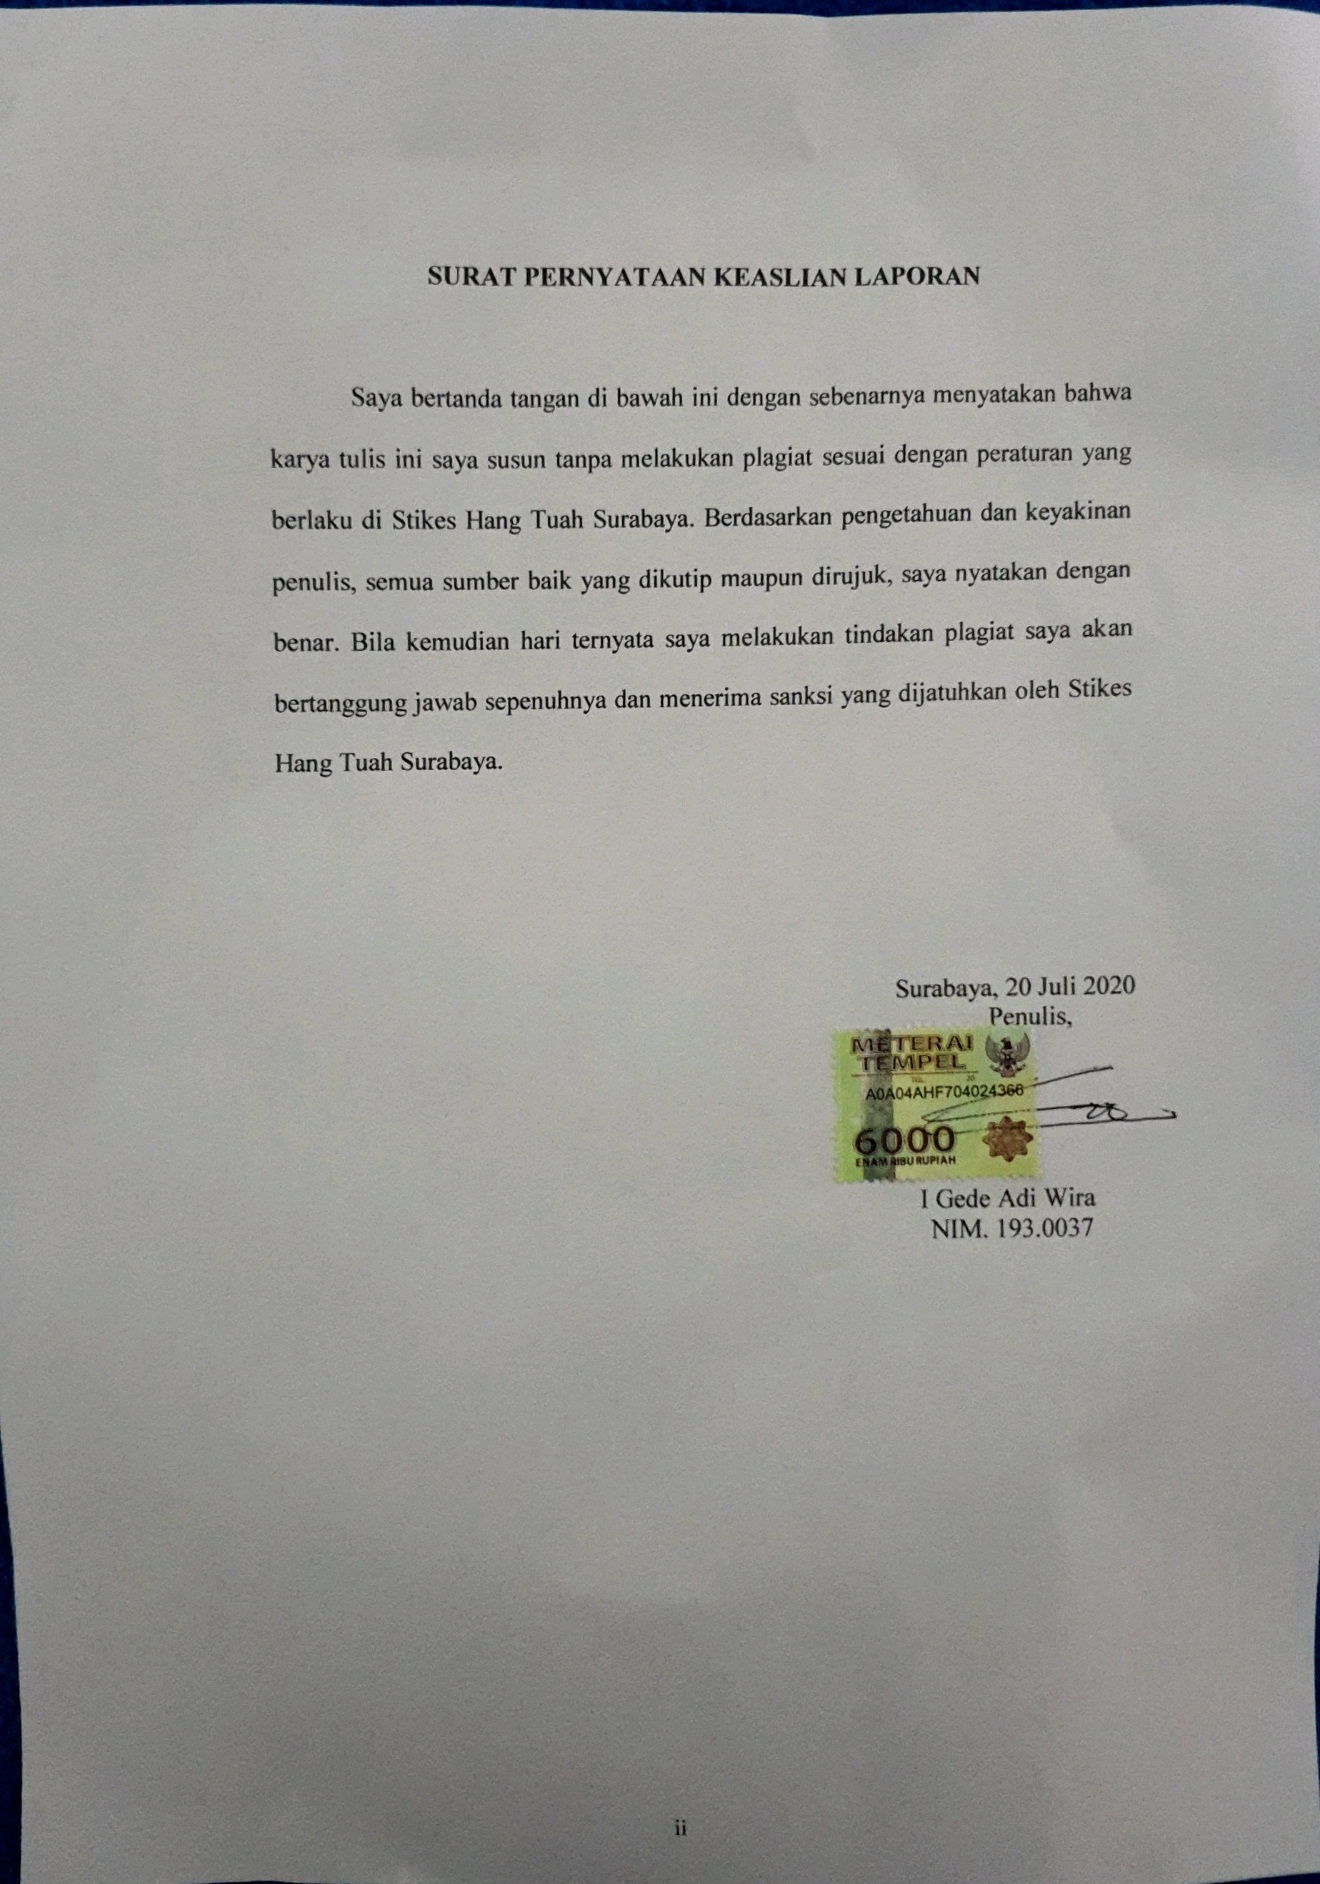 SURAT PERNYATAAN KEASLIAN LAPORAN
Saya bertanda tangan di bawah ini dengan sebenarnya menyatakan bahwa
karya tulis ini saya susun tanpa melakukan plagiat sesuai dengan peraturan yang
berlaku di Stikes Hang Tuah Surabaya. Berdasarkan pengetahuan dan keyakinan
penulis, semua sumber baik yang dikutip maupun dirujuk, saya nyatakan dengan
benar. Bila kemudian hari ternyata saya melakukan tindakan plagiat saya akan
bertanggung jawab sepenuhnya dan menerima sanksi yang dijatuhkan oleh Stikes
Hang Tuah Surabaya.
Surabaya, 20 Juli 2020
Penulis,
METERAI
TEMPEL
TGL 20
A0A04AHF704024366
6000
ENAM RIBU RUPIAH
I Gede Adi Wira
NIM. 193.0037
ii